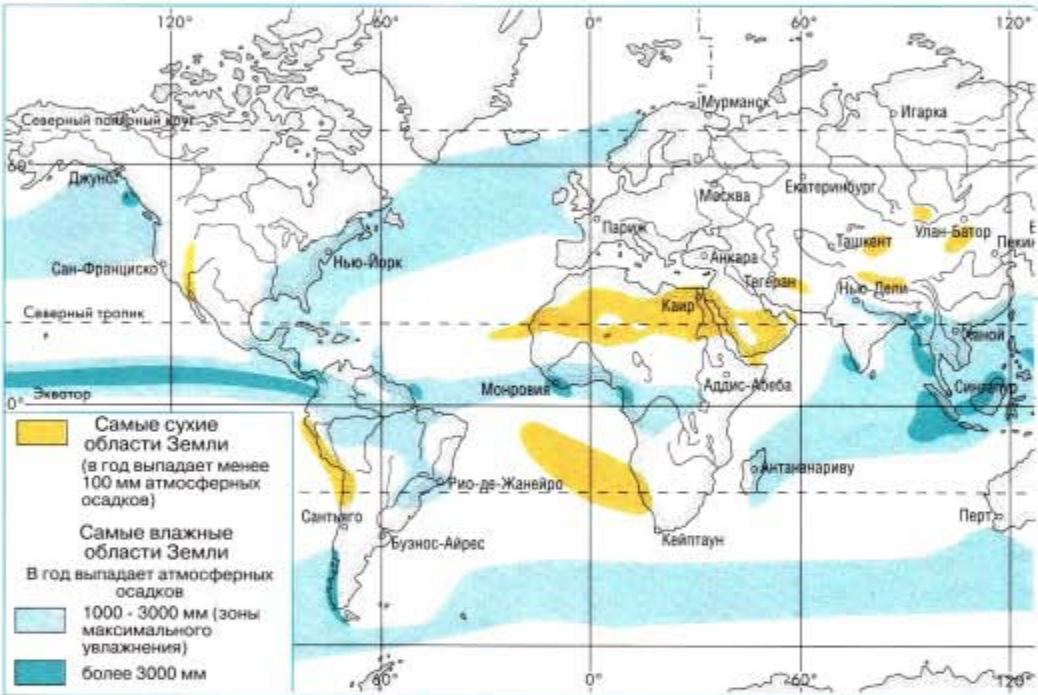 120°
60°
0°
60°
120°
Мурманск
Игарка
Северный полярный круг
60°
Джуно
Екатеринбург
Москва
Париж
Улан-Батор
Ташкент
Пекин
Нью-Йорк
Анкара
Сан-Франциско
Тегеран
Нью-Дели
Каир
Северный тропик
Ханой
Аддис-Абеба
Монровия
Сингапур
Экватор
0°
Самые сухие
области Земли
(в год выпадает менее
100 мм атмосферных
осадков)
Антананариву
Рио-де-Жанейро
Сантьяго
Перт
Буэнос-Айрес
Кейптаун
Самые влажные
области Земли
В год выпадает атмосферных
осадков
1000 - 3000 мм (зоны
максимального
увлажнения)
более 3000 мм
60°
0°
60°
120°